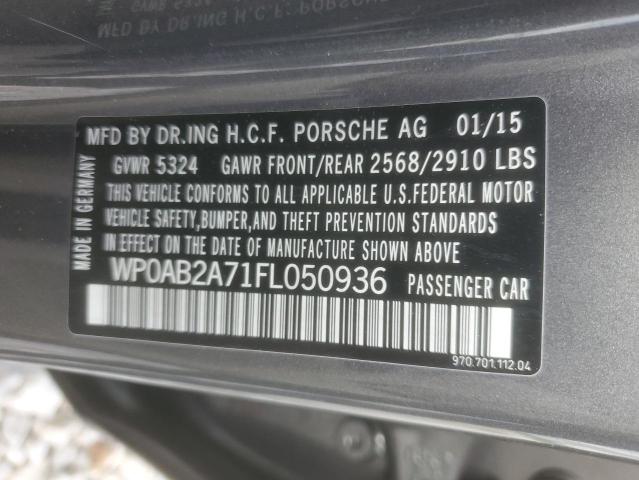 MFD BY DR.ING H.C.F. PORSCHE AG 01/15
GVWR 5324 GAWR FRONT/REAR 2568/2910 LBS
THIS VEHICLE CONFORMS TO ALL APPLICABLE U.S.FEDERAL MOTOR
VEHICLE SAFETY,BUMPER,AND THEFT PREVENTION STANDARDS
IN EFFECT ON THE DATE OF MANUFACTURE SHOWN ABOVE
WP0AB2A71FL050936 PASSENGER CAR
970.701.112.04
MADE IN GERMANY